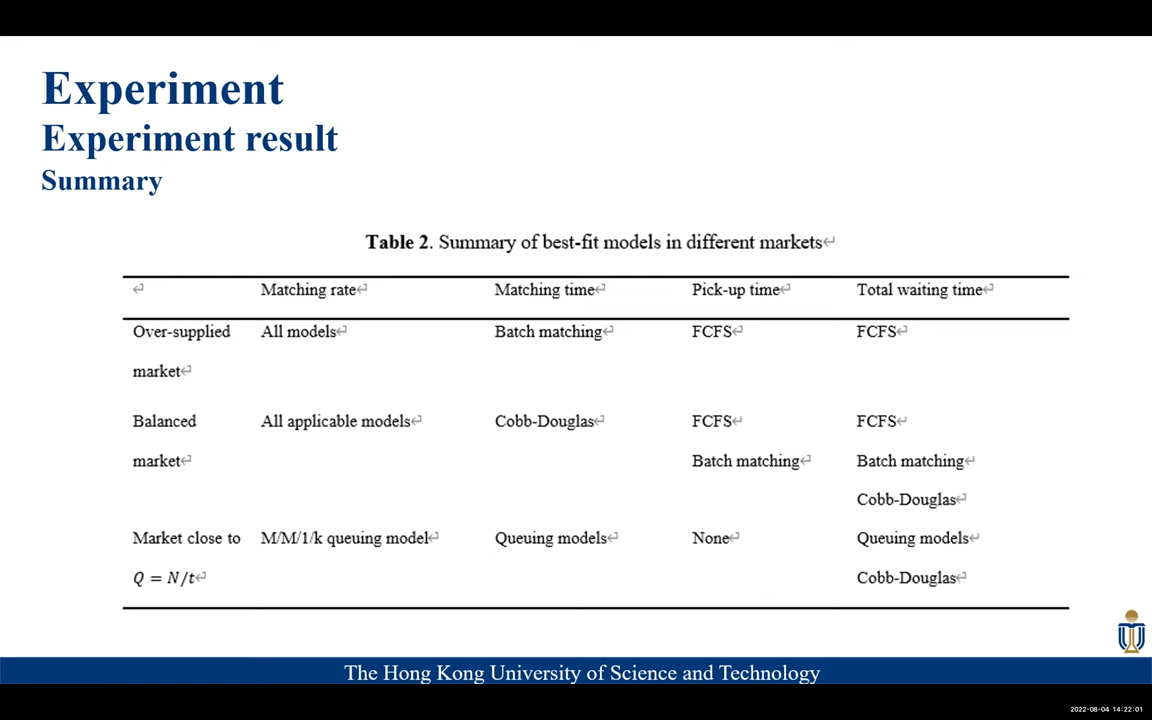 Experiment
Experiment result
Summary
Table 2. Summary of best-fit models in different markets↵
↵ Matching rate↵ Matching time↵ Pick-up time↵ Total waiting time↵
Over-supplied All models↵ Batch matching↵ FCFS↵ FCFS↵
market↵
Balanced All applicable models↵ Cobb-Douglas↵ FCFS↵ FCFS↵
market↵ Batch matching↵ Batch matching↵
Cobb-Douglas↵
Market close to M/M/1/k queuing model↵ Queuing models↵ None↵ Queuing models↵
Q = N/t↵ Cobb-Douglas↵
The Hong Kong University of Science and Technology
2022-08-04 14:22:01